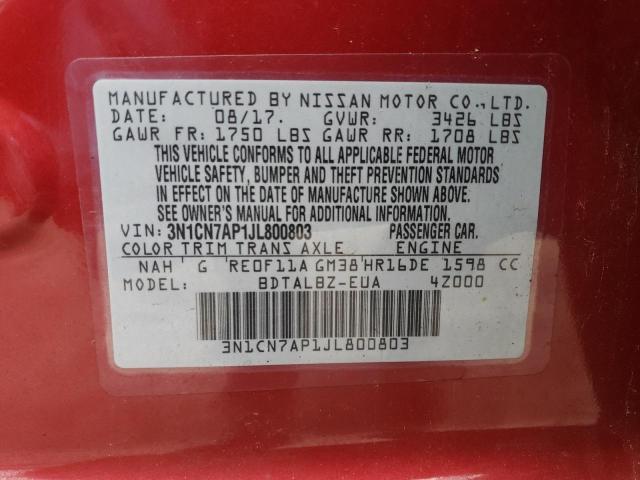 MANUFACTURED BY NISSAN MOTOR CO.,LTD.
DATE: 08/17. GVWR: 3426 LBS
GAWR FR: 1750 LBS GAWR RR: 1708 LBS
THIS VEHICLE CONFORMS TO ALL APPLICABLE FEDERAL MOTOR
VEHICLE SAFETY, BUMPER AND THEFT PREVENTION STANDARDS
IN EFFECT ON THE DATE OF MANUFACTURE SHOWN ABOVE.
SEE OWNER'S MANUAL FOR ADDITIONAL INFORMATION.
VIN: 3N1CN7AP1JL800803 PASSENGER CAR.
COLOR TRIM TRANS AXLE ENGINE
NAH ' G 'RE0F11A GM38'HR16DE 1598 CC
MODEL: BDTALBZ-EUA 4Z000
3N1CN7AP1JL800803